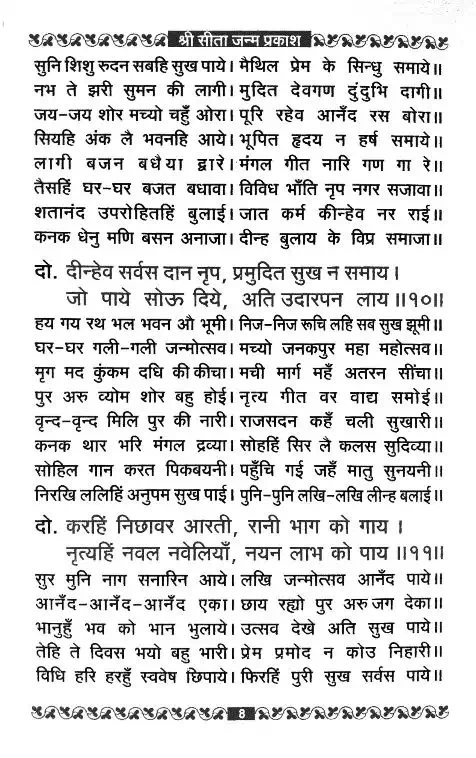 श्री सीता जन्म प्रकाश
सुनि शिशु रुदन सबहि सुख पाये। मैथिल प्रेम के सिन्धु समाये॥
नभ ते झरी सुमन की लागी। मुदित देवगण दुंदुभि दागी॥
जय-जय शोर मच्यो चहुँ ओरा। पूरि रहेव आनँद रस बोरा॥
सियहि अंक लै भवनहि आये। भूपित हृदय न हर्ष समाये॥
लागी बजन बधैया द्वारे। मंगल गीत नारि गण गा रे॥
तैसहिं घर-घर बजत बधावा। विविध भाँति नृप नगर सजावा॥
शतानंद उपरोहितहिं बुलाई। जात कर्म कीन्हेव नर राई॥
कनक धेनु मणि बसन अनाजा। दीन्ह बुलाय के विप्र समाजा॥
दो. दीन्हेव सर्वस दान नृप, प्रमुदित सुख न समाय।
जो पाये सोऊ दिये, अति उदारपन लाय॥१०॥
हय गय रथ भल भवन औ भूमी। निज-निज रूचि लहि सब सुख झूमी॥
घर-घर गली-गली जन्मोत्सव। मच्यो जनकपुर महा महोत्सव॥
मृग मद कुंकम दधि की कीचा। मची मार्ग महँ अतरन सींचा॥
पुर अरु व्योम शोर बहु होई। नृत्य गीत वर वाद्य समोई॥
वृन्द-वृन्द मिलि पुर की नारी। राजसदन कहँ चली सुखारी॥
कनक थार भरि मंगल द्रव्या। सोहहिं सिर लै कलस सुदिव्या॥
सोहिल गान करत पिकबयनी। पहुँचि गई जहँ मातु सुनयनी॥
निरखि ललिहिं अनुपम सुख पाई। पुनि-पुनि लखि-लखि लीन्ह बलाई॥
दो. करहिं निछावर आरती, रानी भाग को गाय।
नृत्यहिं नवल नवेलियाँ, नयन लाभ को पाय॥११॥
सुर मुनि नाग सनारिन आये। लखि जन्मोत्सव आनँद पाये॥
आनँद-आनँद-आनँद एका। छाय रह्यो पुर अरु जग देका॥
भानुहुँ भव को भान भुलाये। उत्सव देखे अति सुख पाये॥
तेहि ते दिवस भयो बहु भारी। प्रेम प्रमोद न कोउ निहारी॥
विधि हरि हरहुँ स्ववेष छिपाये। फिरहिं पुरी सुख सर्वस पाये॥
8